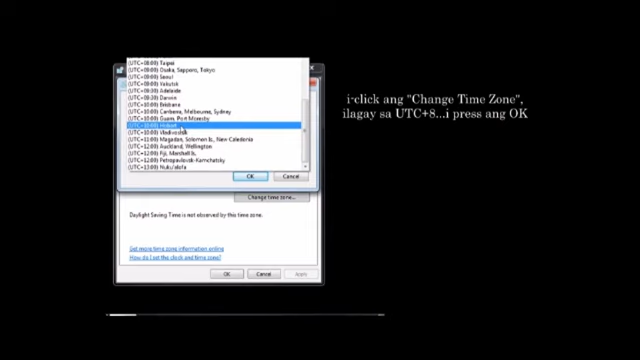 (UTC+08:00) Taipei
(UTC+09:00) Osaka, Sapporo, Tokyo
(UTC+09:00) Seoul
(UTC+09:00) Yakutsk
(UTC+09:30) Adelaide
(UTC+09:30) Darwin
(UTC+10:00) Brisbane
(UTC+10:00) Canberra, Melbourne, Sydney
(UTC+10:00) Guam, Port Moresby
(UTC+10:00) Hobart
(UTC+10:00) Vladivostok
(UTC+11:00) Magadan, Solomon Is., New Caledonia
(UTC+12:00) Auckland, Wellington
(UTC+12:00) Fiji, Marshall Is.
(UTC+12:00) Petropavlovsk-Kamchatsky
(UTC+13:00) Nuku'alofa
OK Cancel
Change time zone...
Daylight Saving Time is not observed by this time zone.
Get more time zone information online
How do I set the clock and time zone?
OK Cancel Apply
i-click ang "Change Time Zone",
ilagay sa UTC+8...i press ang OK